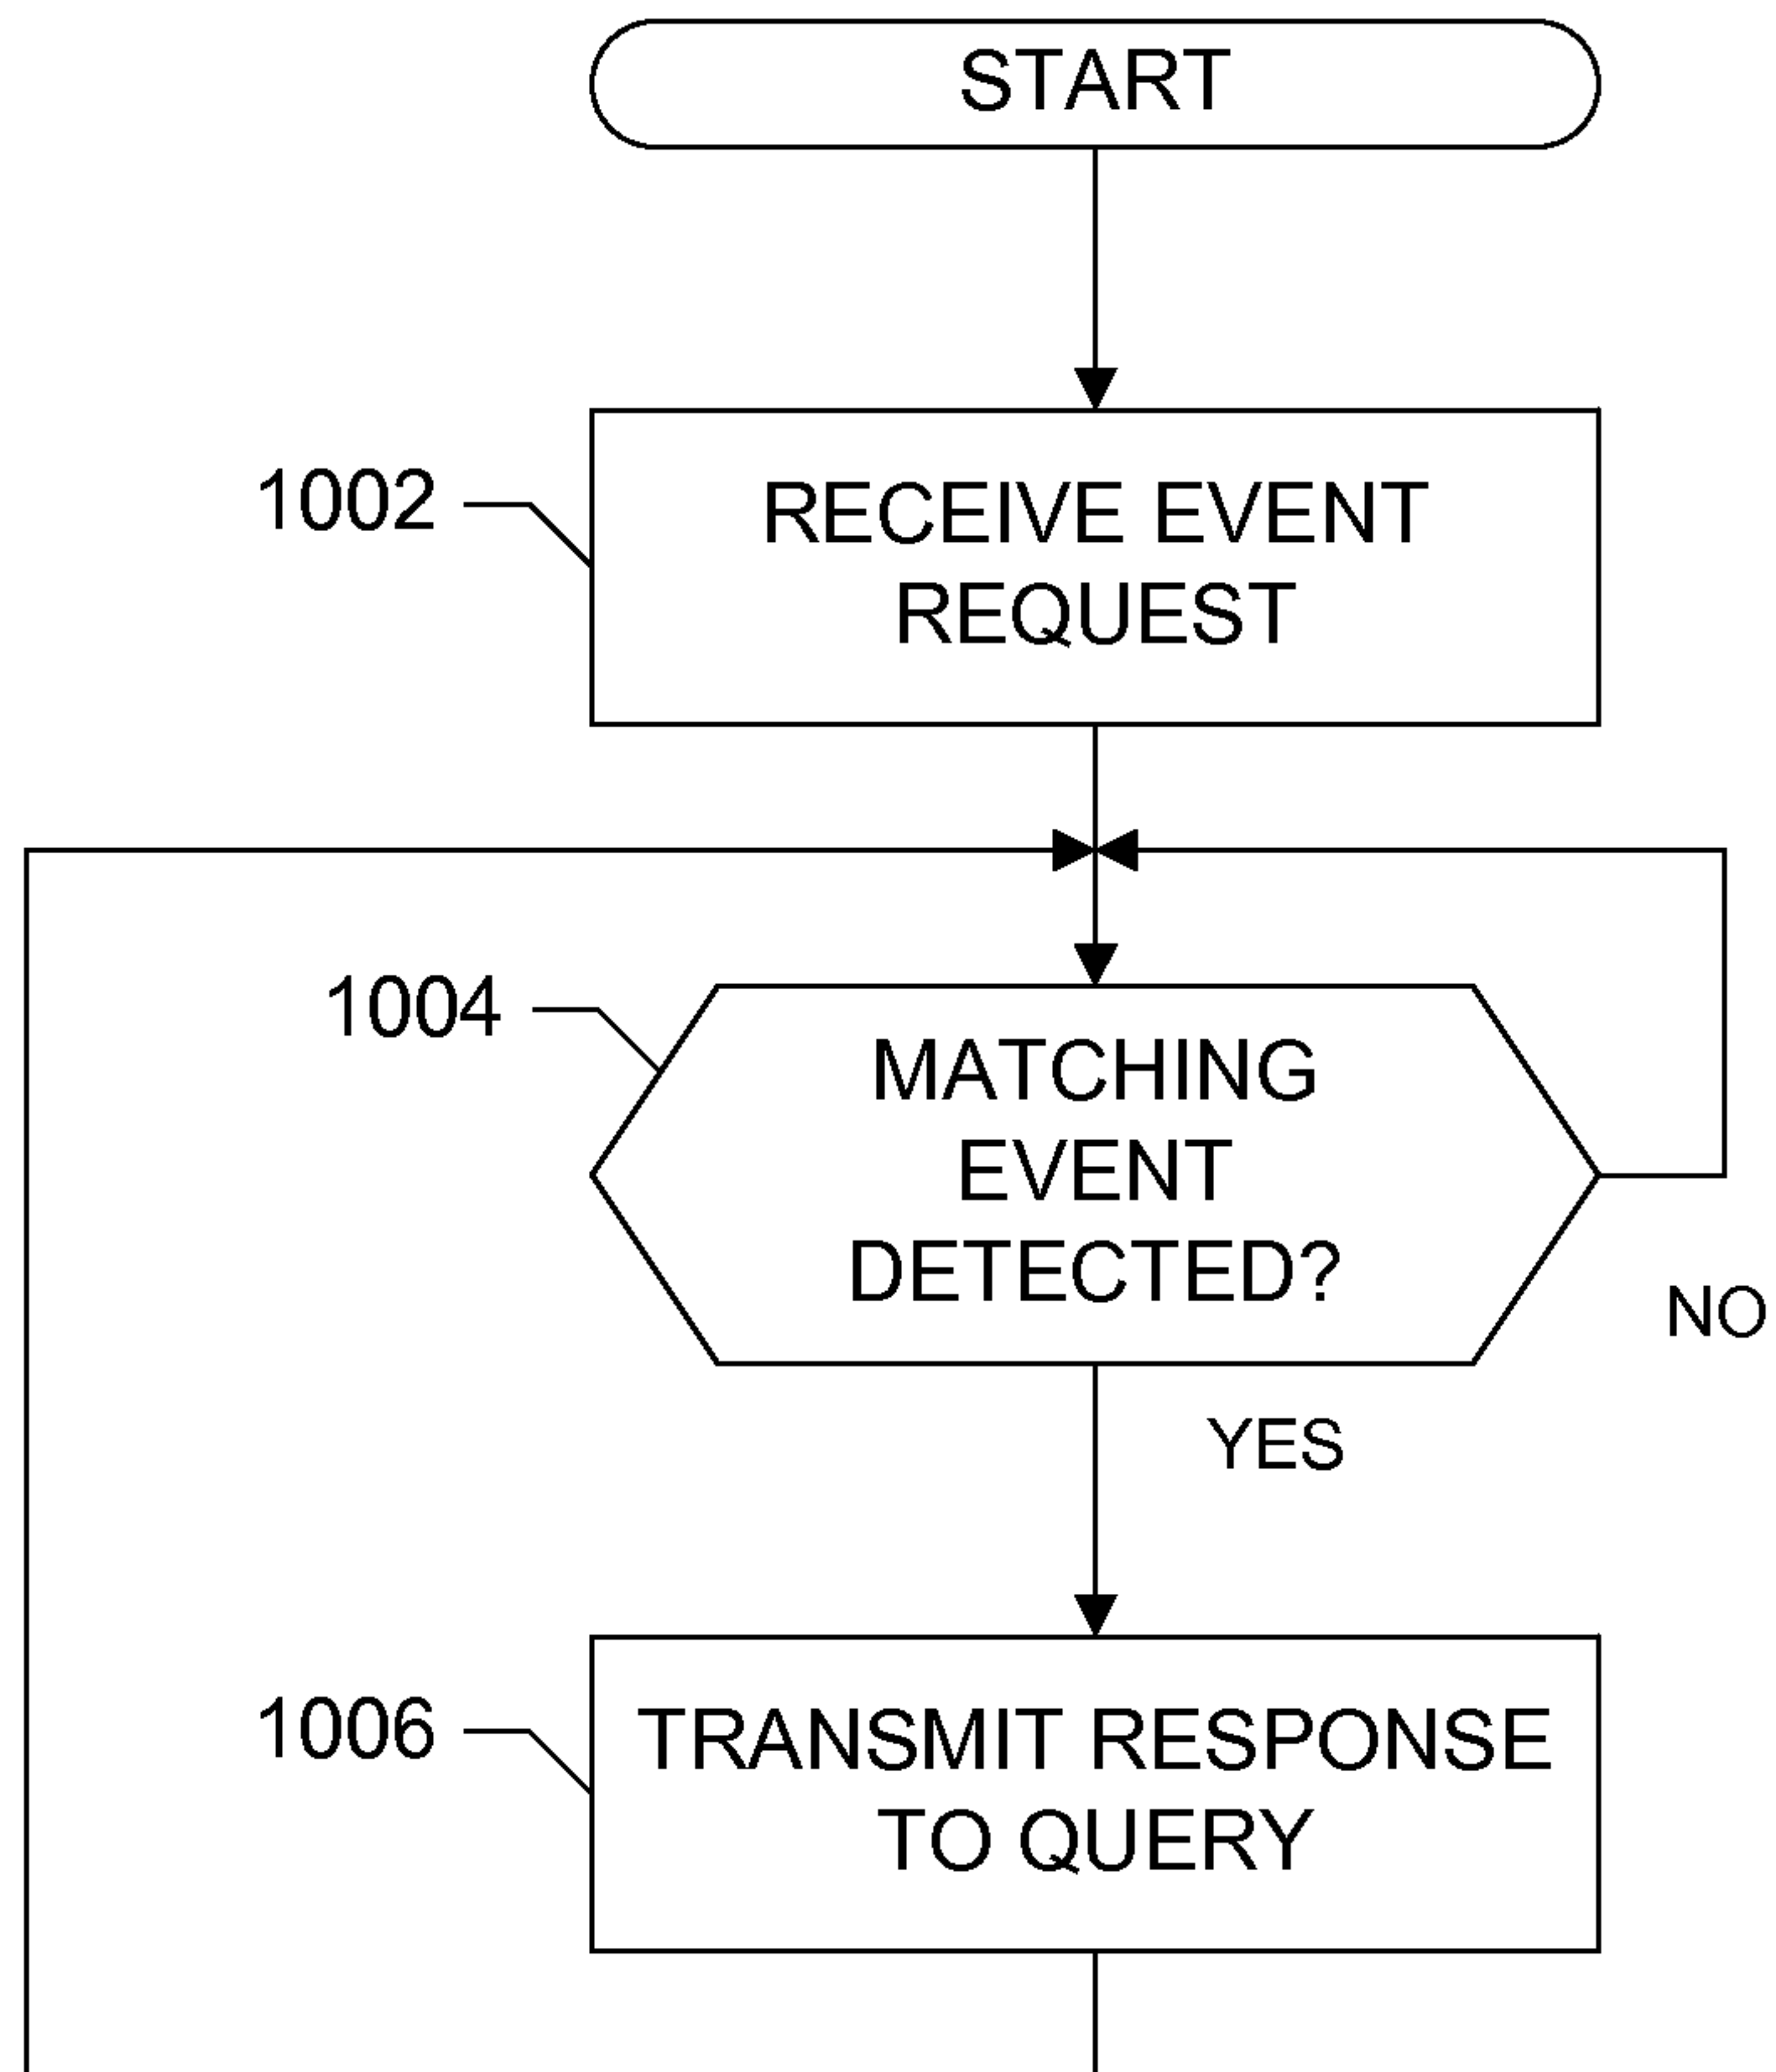 START
1002
RECEIVE EVENT
REQUEST
1004
MATCHING
EVENT
DETECTED?
NO
YES
1006
TRANSMIT RESPONSE
TO QUERY